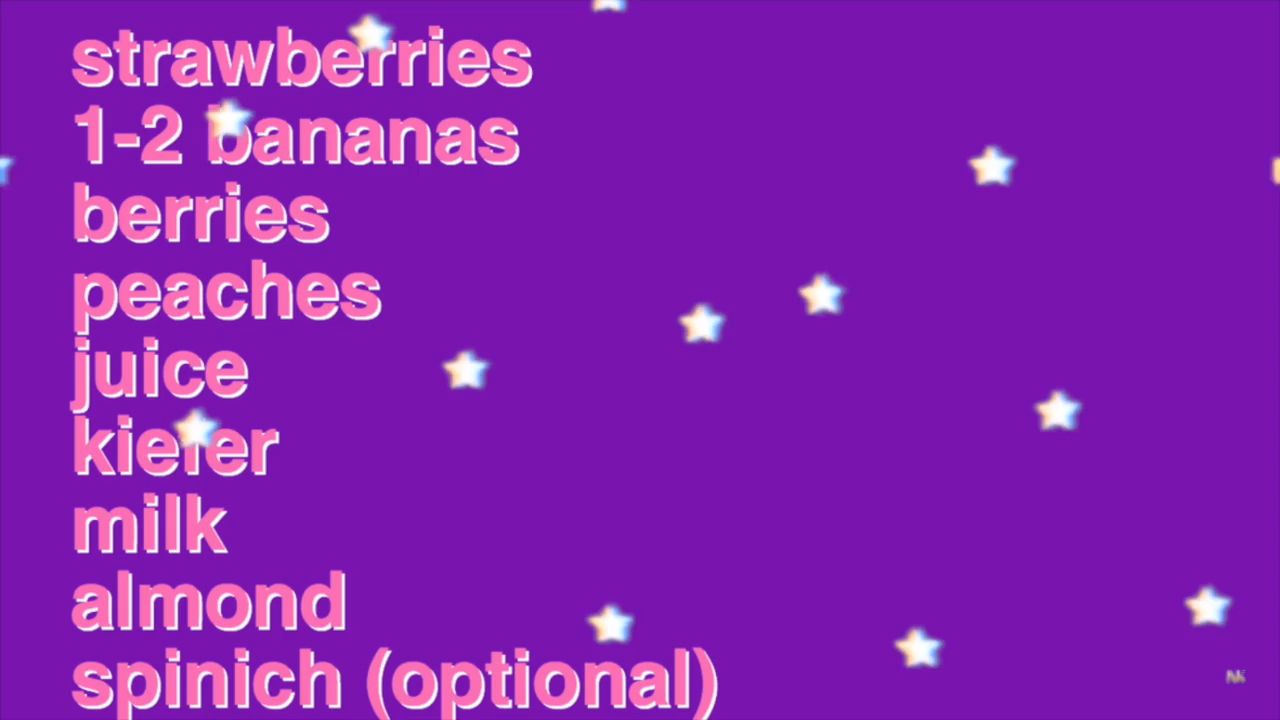 strawberries
1-2 bananas
berries
peaches
juice
kiefer
milk
almond
spinich (optional)